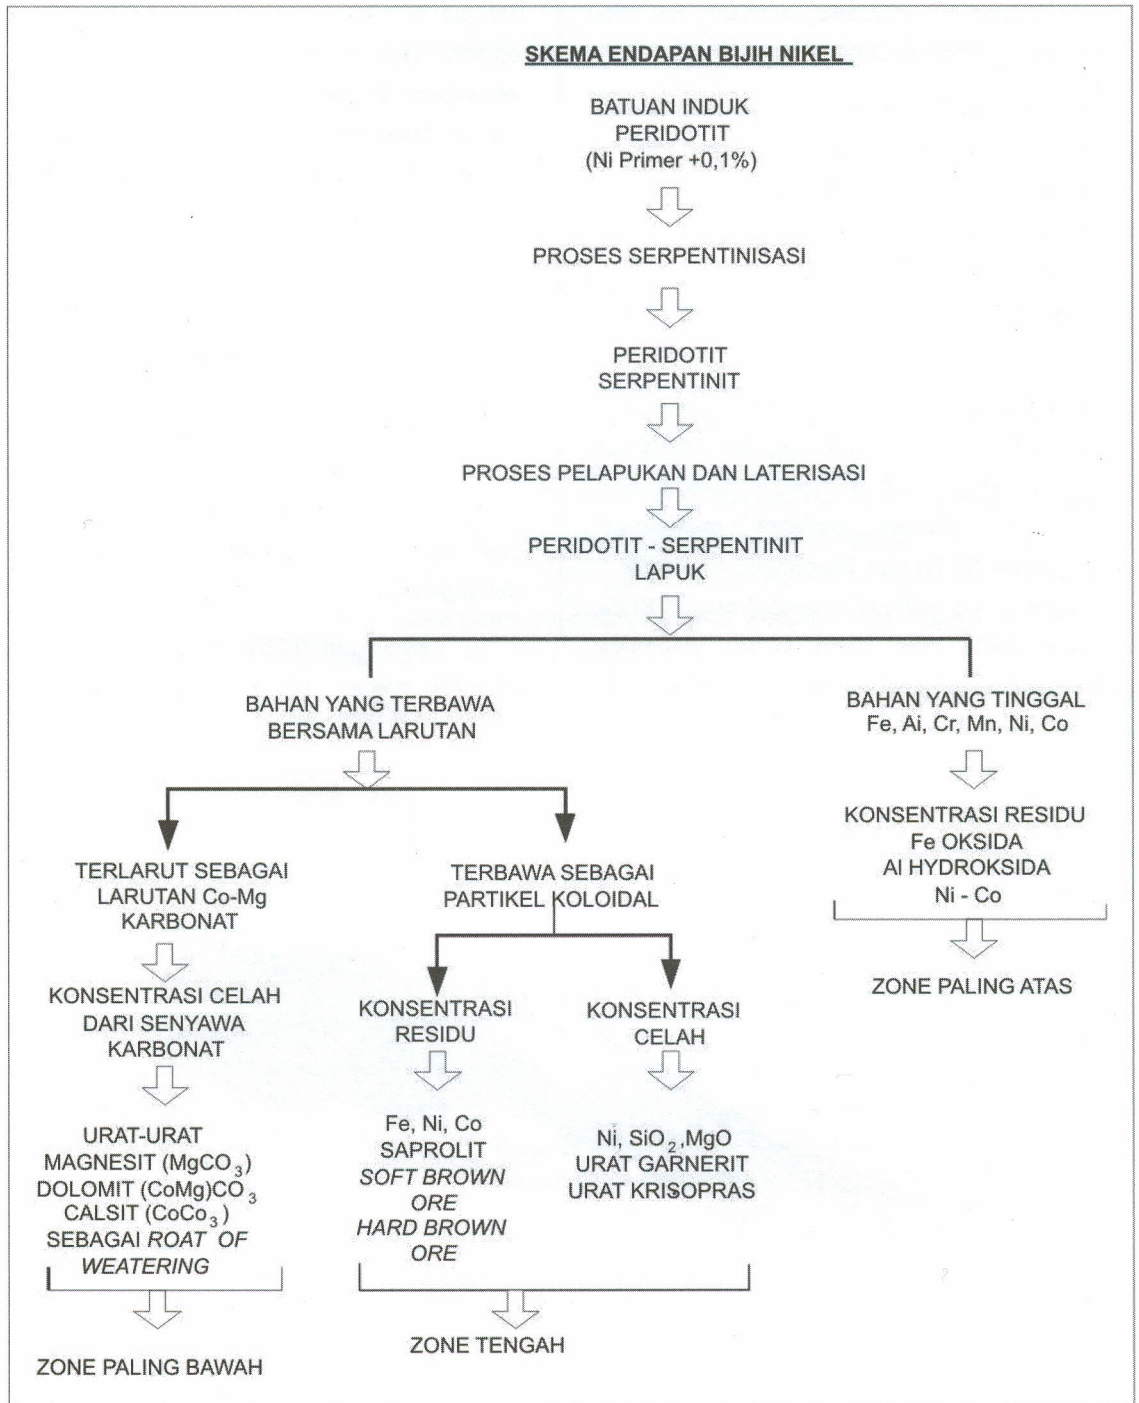 SKEMA ENDAPAN BIJIH NIKEL
BATUAN INDUK
PERIDOTIT
(Ni Primer +0,1%)
PROSES SERPENTINISASI
PERIDOTIT
SERPENTINIT
PROSES PELAPUKAN DAN LATERISASI
PERIDOTIT - SERPENTINIT
LAPUK
BAHAN YANG TERBAWA
BERSAMA LARUTAN
BAHAN YANG TINGGAL
Fe, Ai, Cr, Mn, Ni, Co
TERLARUT SEBAGAI
LARUTAN Co-Mg
KARBONAT
TERBAWA SEBAGAI
PARTIKEL KOLOIDAL
KONSENTRASI RESIDU
Fe OKSIDA
Al HYDROKSIDA
Ni - Co
KONSENTRASI CELAH
DARI SENYAWA
KARBONAT
KONSENTRASI
RESIDU
KONSENTRASI
CELAH
ZONE PALING ATAS
URAT-URAT
MAGNESIT (MgCO3)
DOLOMIT (CoMg)CO3
CALSIT (CoCo3)
SEBAGAI ROAT OF
WEATERING
Fe, Ni, Co
SAPROLIT
SOFT BROWN
ORE
HARD BROWN
ORE
Ni, SiO2,MgO
URAT GARNERIT
URAT KRISOPRAS
ZONE PALING BAWAH
ZONE TENGAH